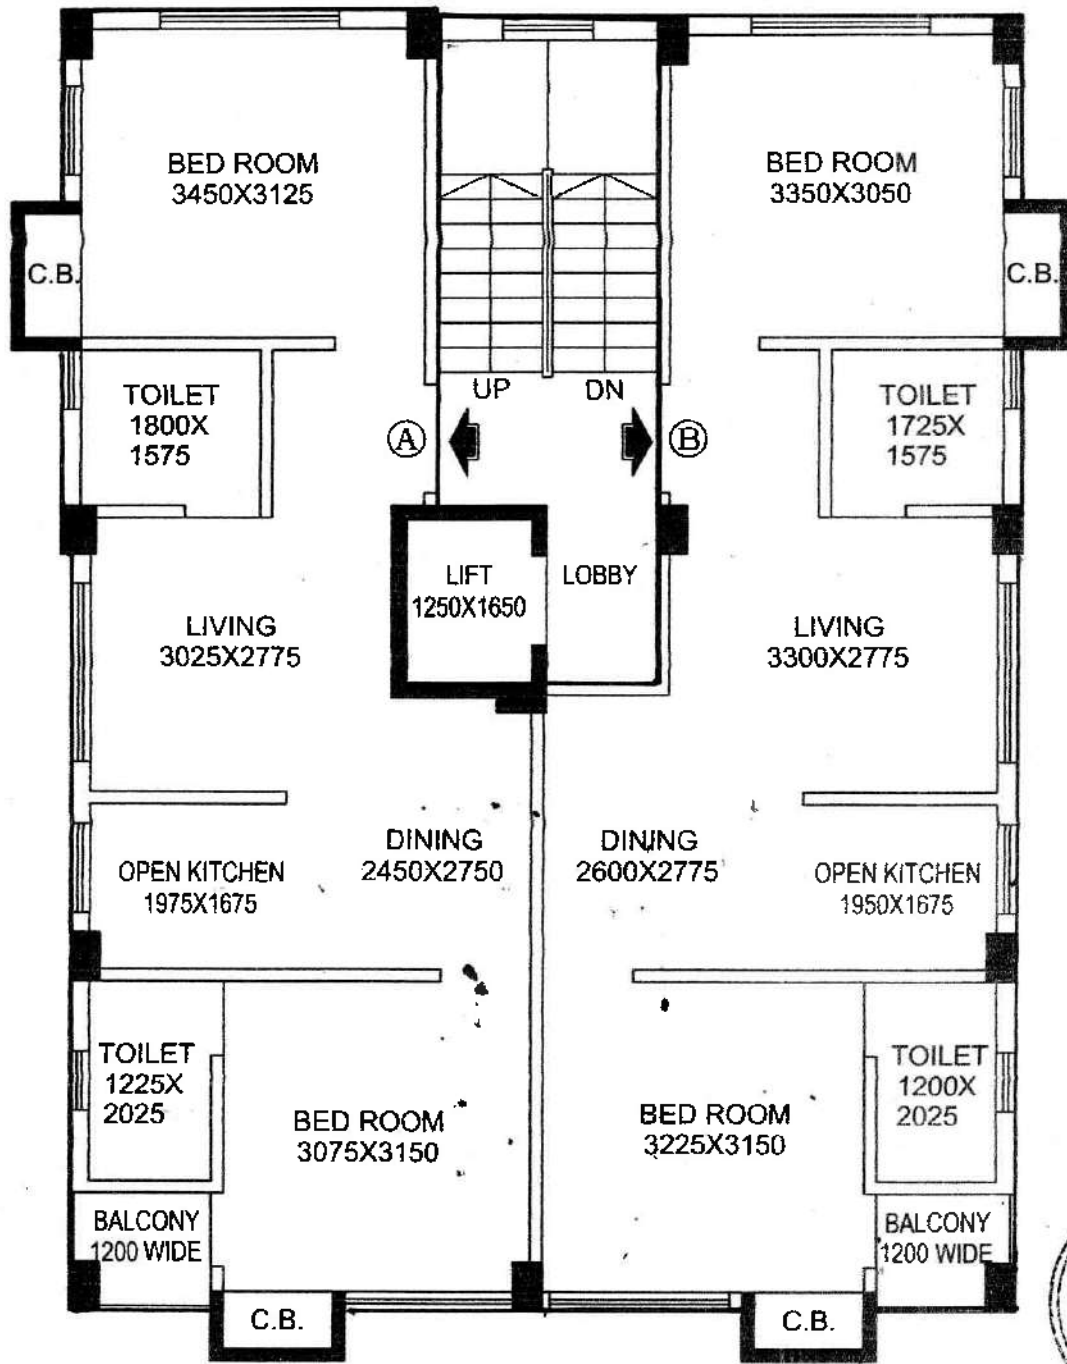 BED ROOM
3450X3125
BED ROOM
3350X3050
C.B.
C.B.
UP
DN
TOILET
1800X
1575
TOILET
1725X
1575
A
B
LIFT
1250X1650
LOBBY
LIVING
3025X2775
LIVING
3300X2775
DINING
2450X2750
DINING
2600X2775
OPEN KITCHEN
1975X1675
OPEN KITCHEN
1950X1675
TOILET
1225X
2025
TOILET
1200X
2025
BED ROOM
3075X3150
BED ROOM
3225X3150
BALCONY
1200 WIDE
BALCONY
1200 WIDE
C.B.
C.B.